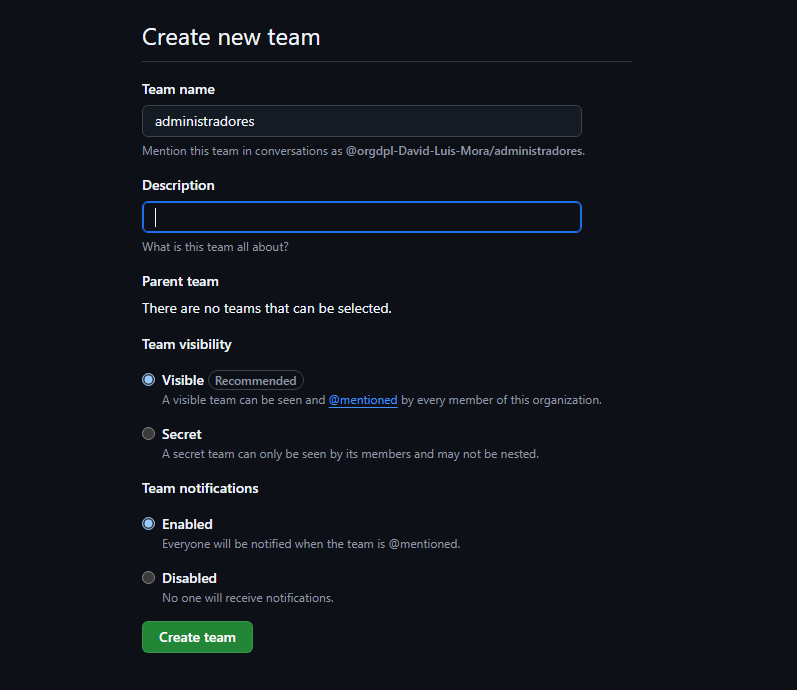 Create new team
Team name
administradores
Mention this team in conversations as @orgdpl-David-Luis-Mora/administradores.
Description
What is this team all about?
Parent team
There are no teams that can be selected.
Team visibility
Visible Recommended
A visible team can be seen and @mentioned by every member of this organization.
Secret
A secret team can only be seen by its members and may not be nested.
Team notifications
Enabled
Everyone will be notified when the team is @mentioned.
Disabled
No one will receive notifications.
Create team